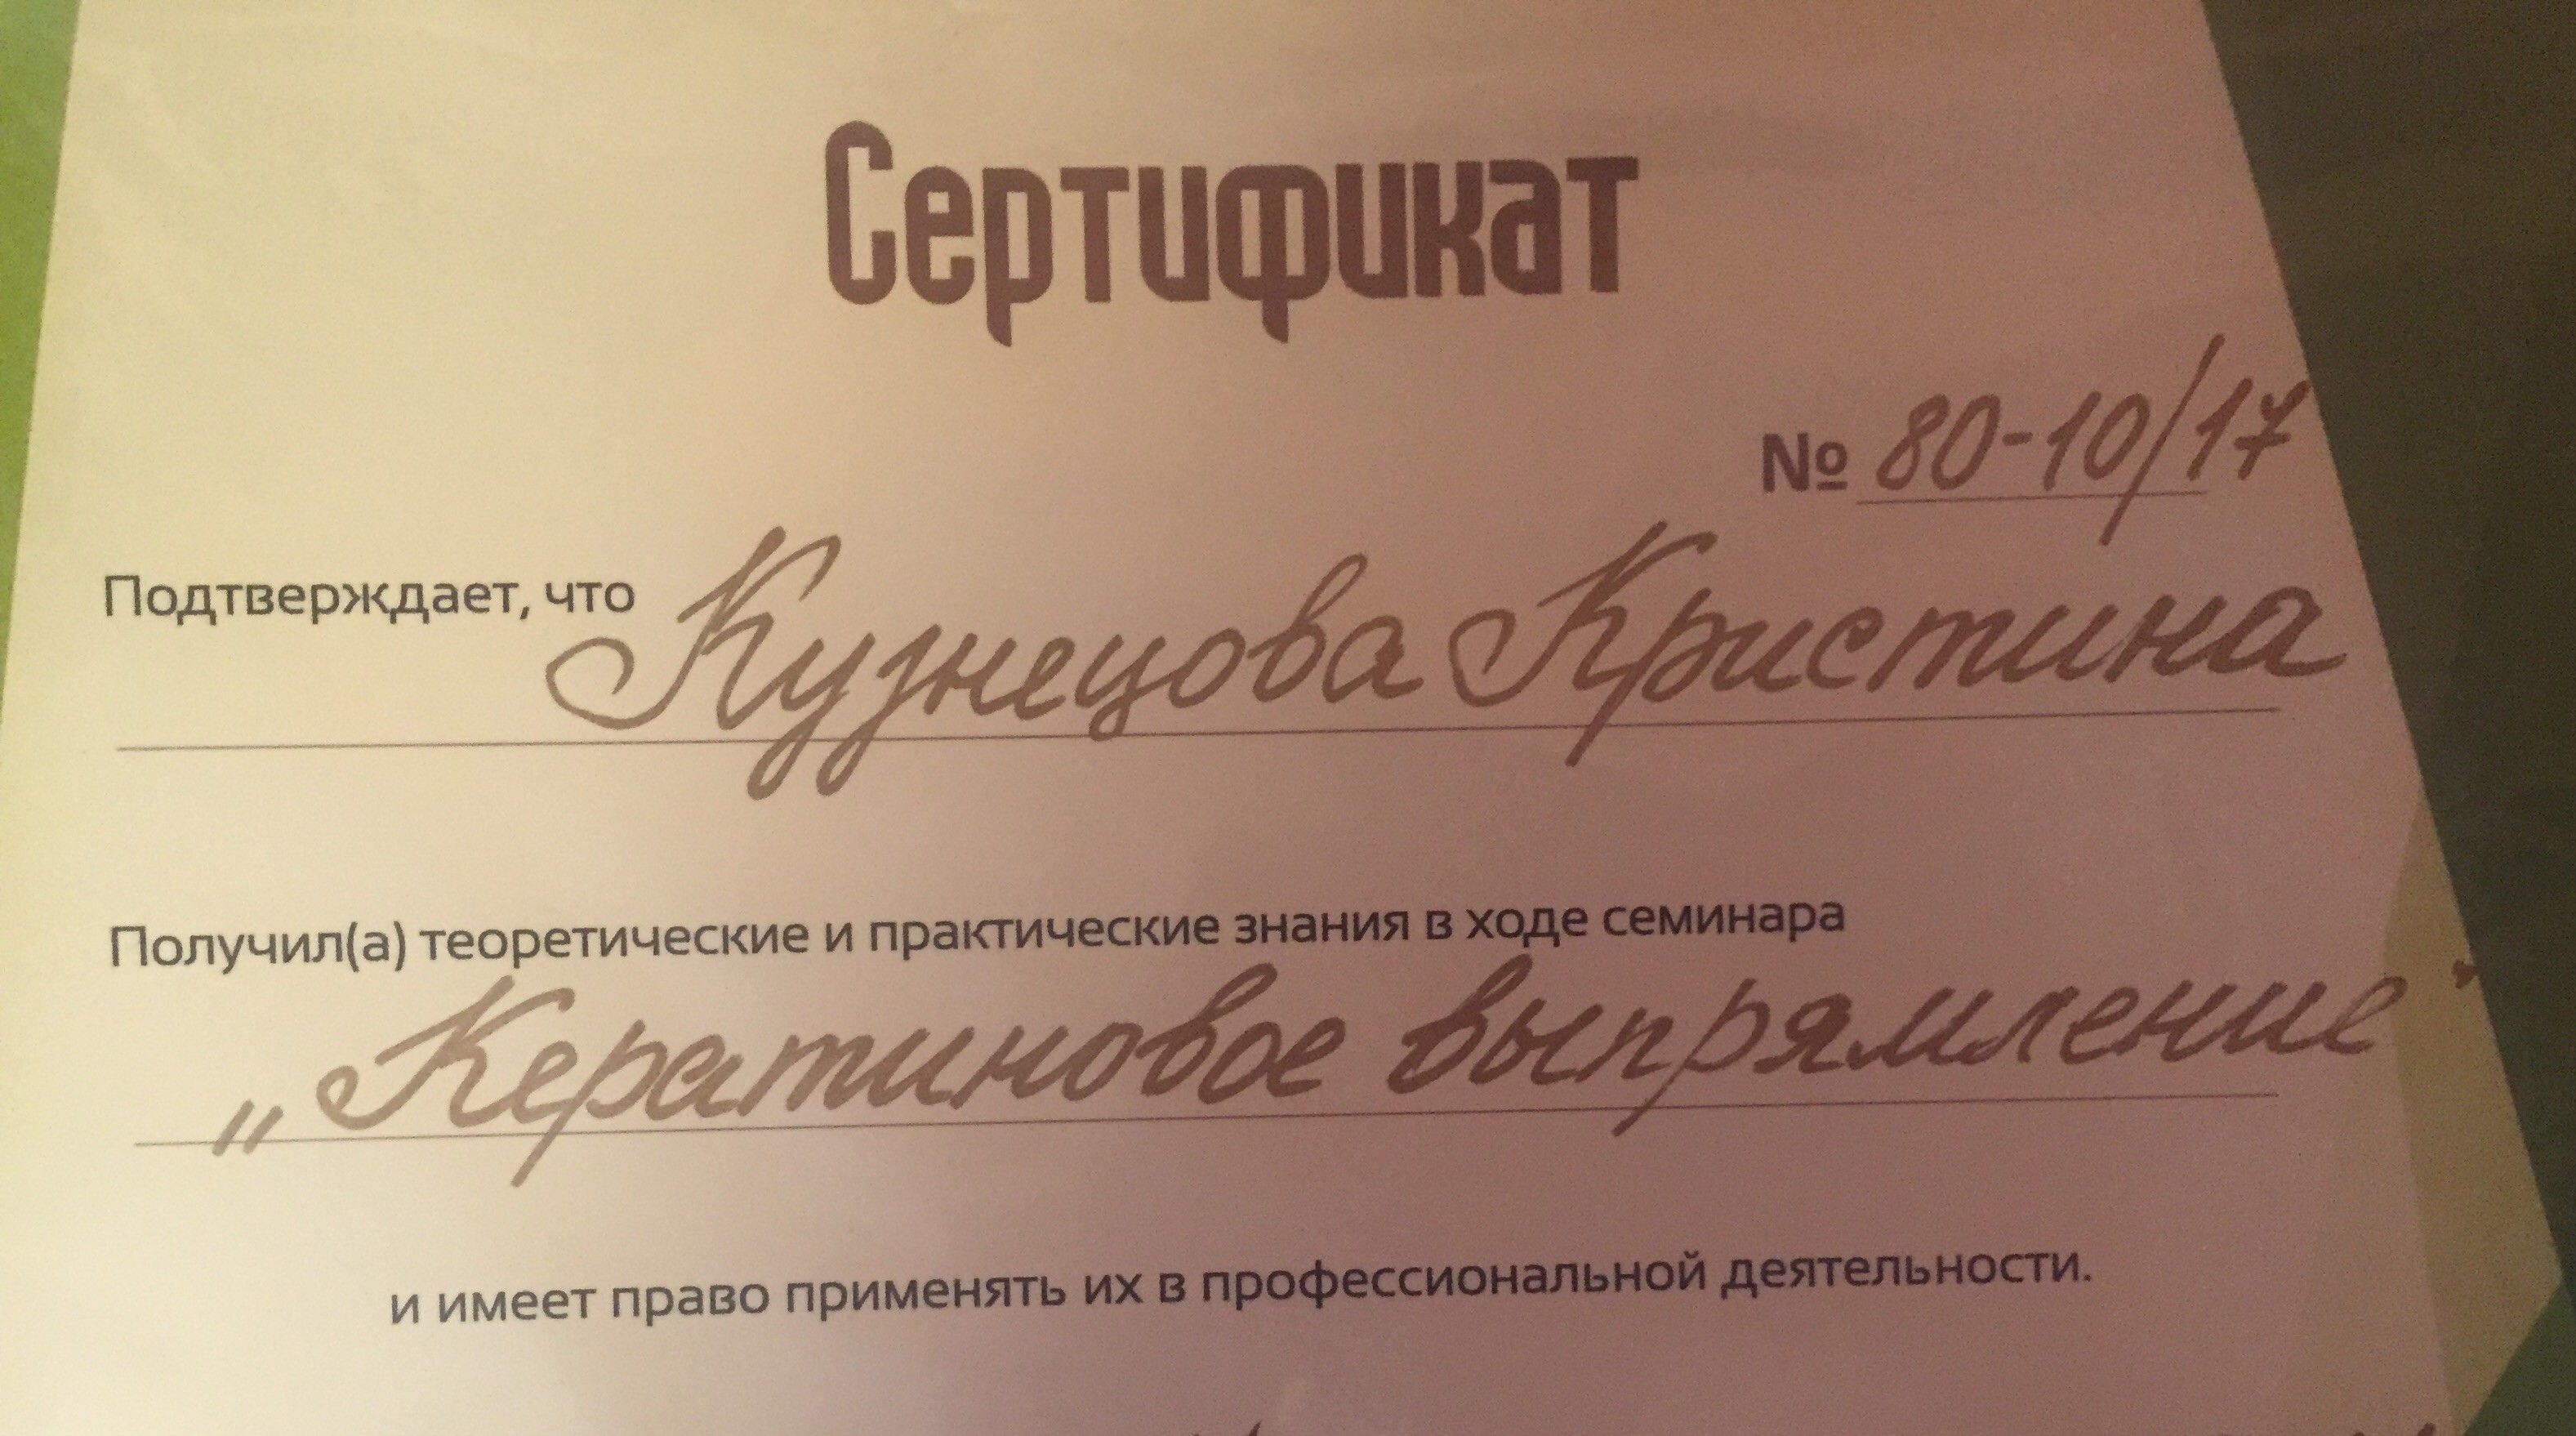 Сертификат
№ 80-10/17
Подтверждает, что Кузнецова Кристина
Получил(а) теоретические и практические знания в ходе семинара
„Кератиновое выпрямление"
и имеет право применять их в профессиональной деятельности.